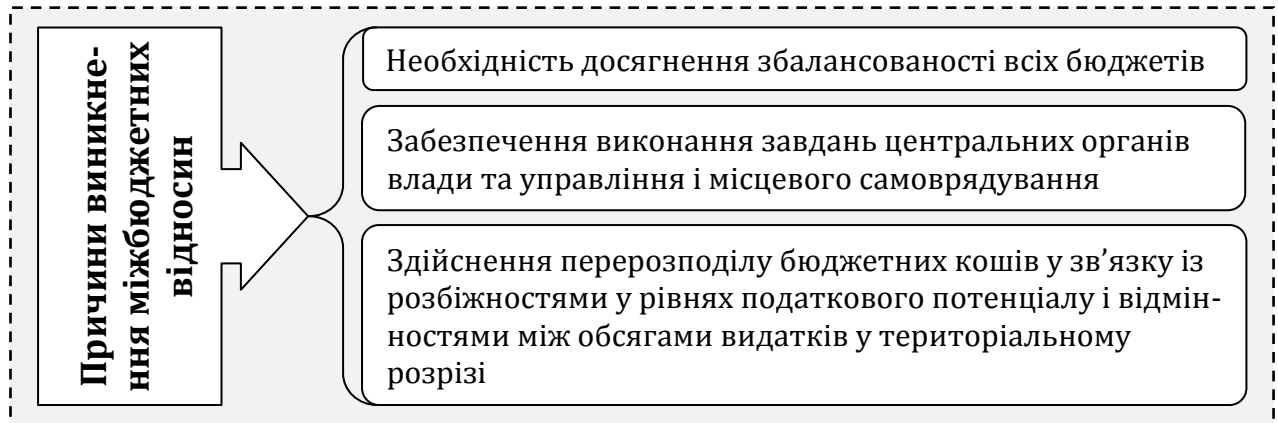 Причини виникне-
ння міжбюджетних
відносин
Необхідність досягнення збалансованості всіх бюджетів
Забезпечення виконання завдань центральних органів
влади та управління і місцевого самоврядування
Здійснення перерозподілу бюджетних коштів у зв’язку із
розбіжностями у рівнях податкового потенціалу і відмін-
ностями між обсягами видатків у територіальному
розрізі